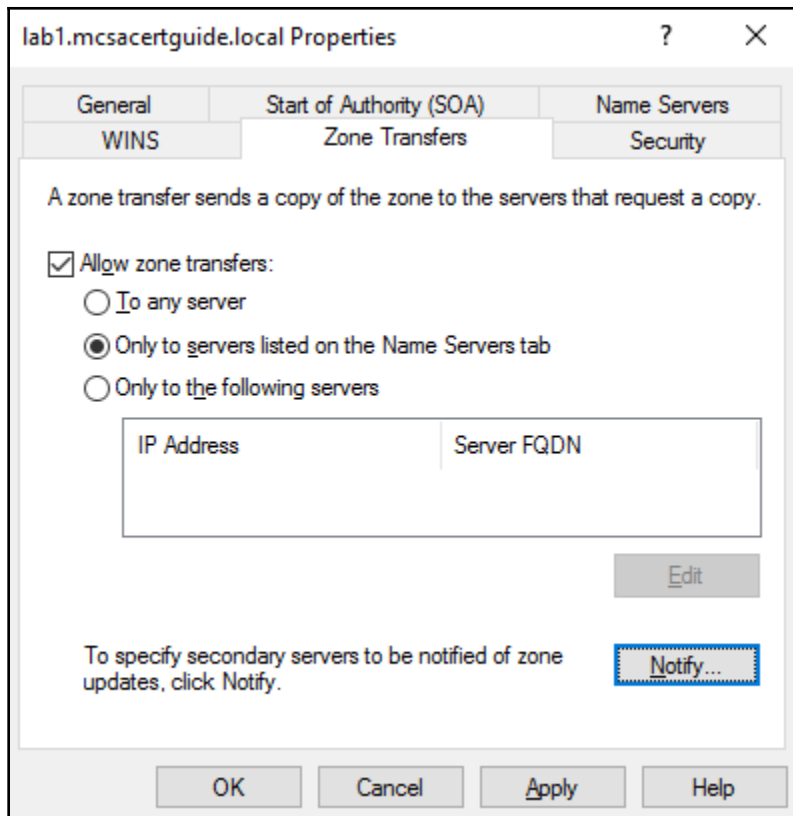 lab1.mcsacertguide.local Properties ? ×
General Start of Authority (SOA) Name Servers
WINS Zone Transfers Security
A zone transfer sends a copy of the zone to the servers that request a copy.
Allow zone transfers:
To any server
Only to servers listed on the Name Servers tab
Only to the following servers
IP Address Server FQDN
Edit
To specify secondary servers to be notified of zone
updates, click Notify.
Notify...
OK Cancel Apply Help